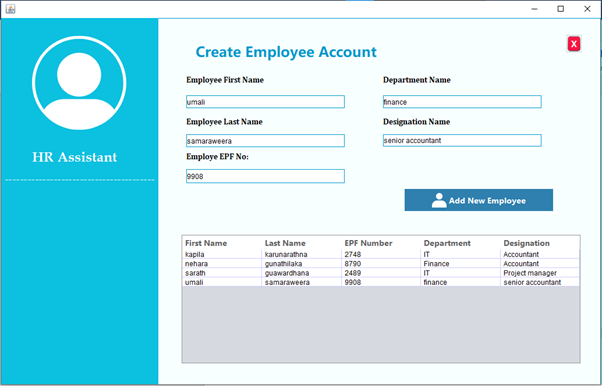 Create Employee Account
X
Employee First Name
Department Name
umali
finance
Employee Last Name
Designation Name
samaraweera
senior accountant
HR Assistant
Employe EPF No:
9908
Add New Employee
First Name Last Name EPF Number Department Designation
kapila karunarathna 2748 IT Accountant
nehara gunathilaka 8790 Finance Accountant
sarath guawardhana 2489 IT Project manager
umali samaraweera 9908 finance senior accountant